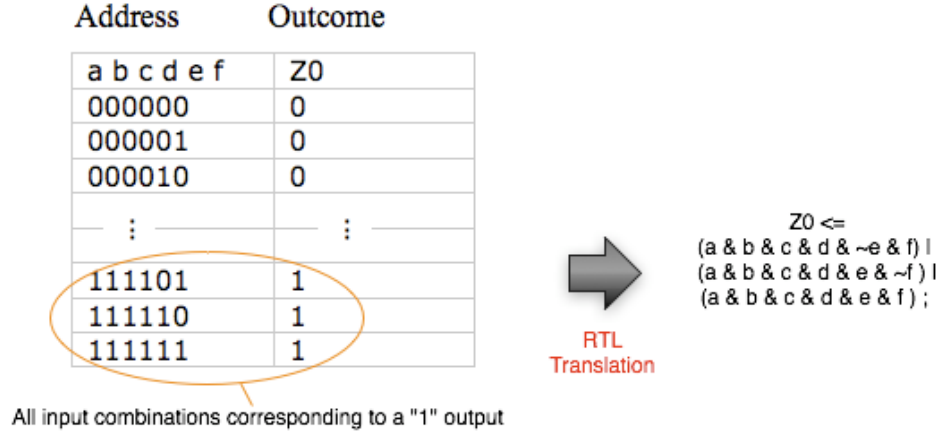 Address Outcome
a b c d e f Z0
000000 0
000001 0
000010 0
⋮ ⋮
111101 1
111110 1
111111 1
All input combinations corresponding to a "1" output
RTL
Translation
Z0 <=
(a & b & c & d & ~e & f) |
(a & b & c & d & e & ~f ) |
(a & b & c & d & e & f ) ;